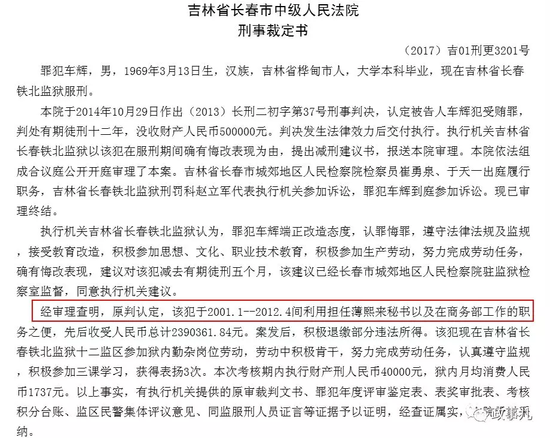 吉林省长春市中级人民法院
刑事裁定书
（2017）吉01刑更3201号
罪犯车辉，男，1969年3月13日生，汉族，吉林省桦甸市人，大学本科毕业，现在吉林省长春
铁北监狱服刑。
本院于2014年10月29日作出（2013）长刑二初字第37号刑事判决，认定被告人车辉犯受贿罪，
判处有期徒刑十二年，没收财产人民币500000元。判决发生法律效力后交付执行。执行机关吉林省
长春铁北监狱以该犯在服刑期间确有悔改表现为由，提出减刑建议书，报送本院审理。本院依法组
成合议庭公开开庭审理了本案。吉林省长春市城郊地区人民检察院检察员崔勇泉、于天一出庭履行
职务，吉林省长春铁北监狱刑罚科赵立军代表执行机关参加诉讼，罪犯车辉到庭参加诉讼。现已审
理终结。
执行机关吉林省长春铁北监狱认为，罪犯车辉端正改造态度，认罪悔罪，遵守法律法规及监规
，接受教育改造，积极参加思想、文化、职业技术教育，积极参加生产劳动，努力完成劳动任务，
确有悔改表现，建议对该犯减去有期徒刑五个月，该建议已经长春市城郊地区人民检察院驻监狱检
察室监督，同意执行机关建议。
经审理查明，原判认定，该犯于2001.1--2012.4间利用担任薄熙来秘书以及在商务部工作的职
务之便，先后收受人民币总计2390361.84元。案发后，积极退缴部分违法所得。该犯现在吉林省长
春铁北监狱十二监区参加狱内勤杂岗位劳动，劳动中积极肯干，努力完成劳动任务，认真遵守监规
，积极参加三课学习，获得表扬3次。本次考核期内执行财产刑人民币40000元，狱内月均消费人民
币1737元。以上事实，有执行机关提供的原审裁判文书、罪犯年度评审鉴定表、表奖审批表、考核
积分台账、监区民警集体评议意见、同监服刑人员证言等证据予以证明，经查证属实，
纳。